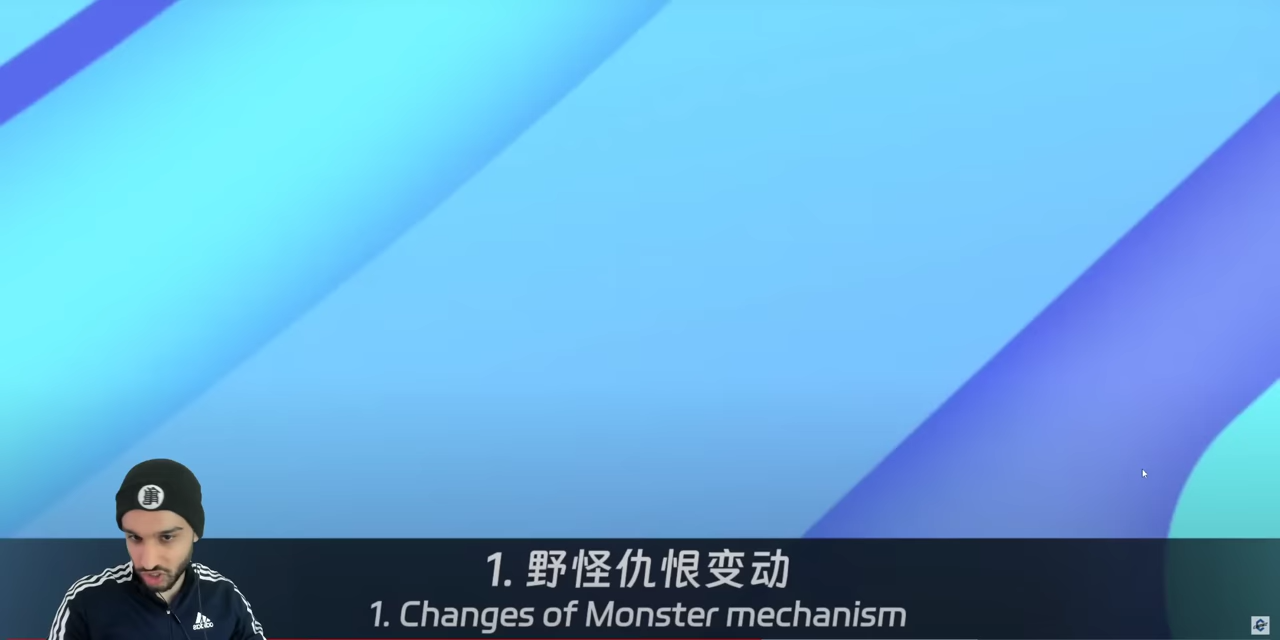 1. 野怪仇恨变动
1. Changes of Monster mechanism